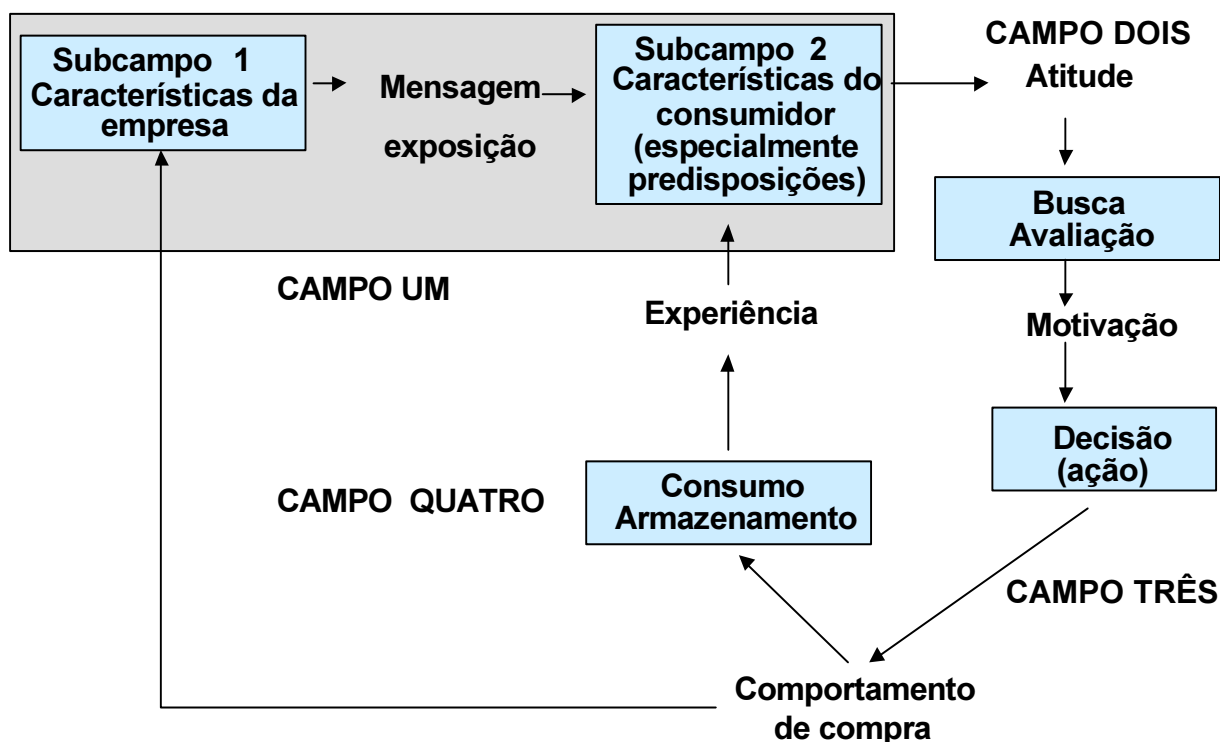 Subcampo 1
Características da
empresa
Mensagem
exposição
Subcampo 2
Características do
consumidor
(especialmente
predisposições)
CAMPO DOIS
Atitude
Busca
Avaliação
CAMPO UM
Experiência
Motivação
Decisão
(ação)
CAMPO QUATRO
Consumo
Armazenamento
CAMPO TRÊS
Comportamento
de compra